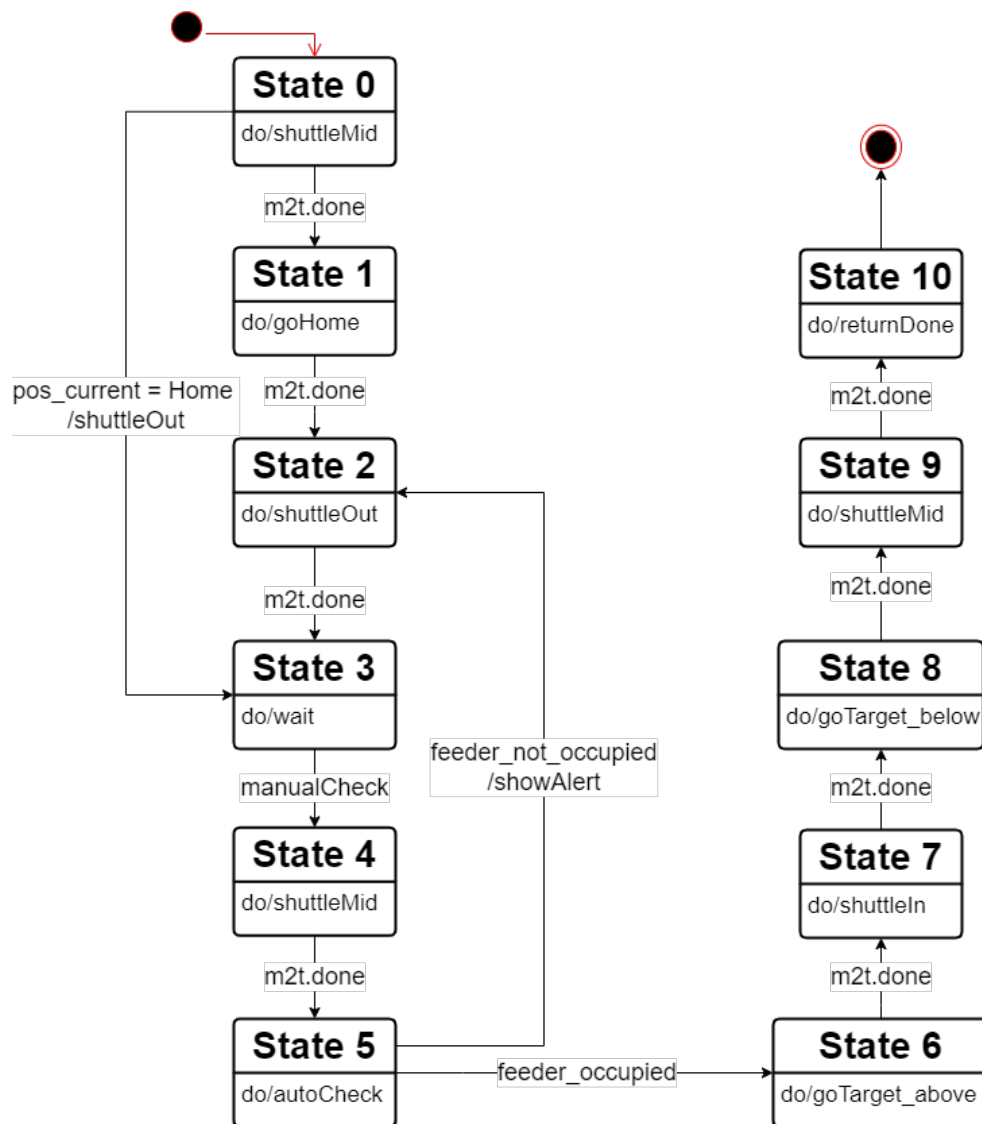 State 0
do/shuttleMid
m2t.done
State 1
do/goHome
pos_current = Home
/shuttleOut
m2t.done
State 2
do/shuttleOut
m2t.done
State 3
do/wait
manualCheck
feeder_not_occupied
/showAlert
State 4
do/shuttleMid
m2t.done
State 5
do/autoCheck
feeder_occupied
State 6
do/goTarget_above
m2t.done
State 7
do/shuttleIn
m2t.done
State 8
do/goTarget_below
m2t.done
State 9
do/shuttleMid
m2t.done
State 10
do/returnDone